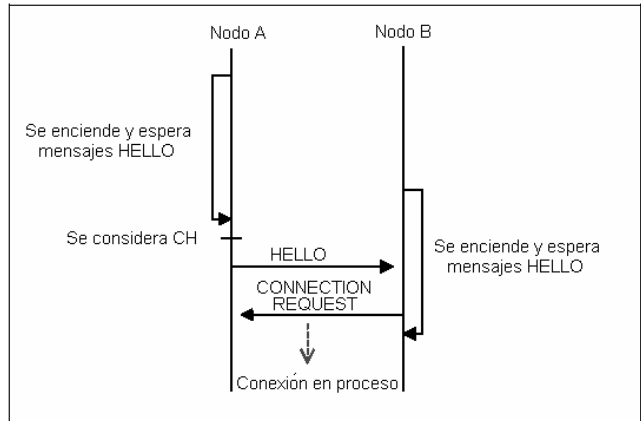 Nodo A
Nodo B
Se enciende y espera
mensajes HELLO
Se considera CH
HELLO
Se enciende y espera
mensajes HELLO
CONNECTION
REQUEST
Conexión en proceso